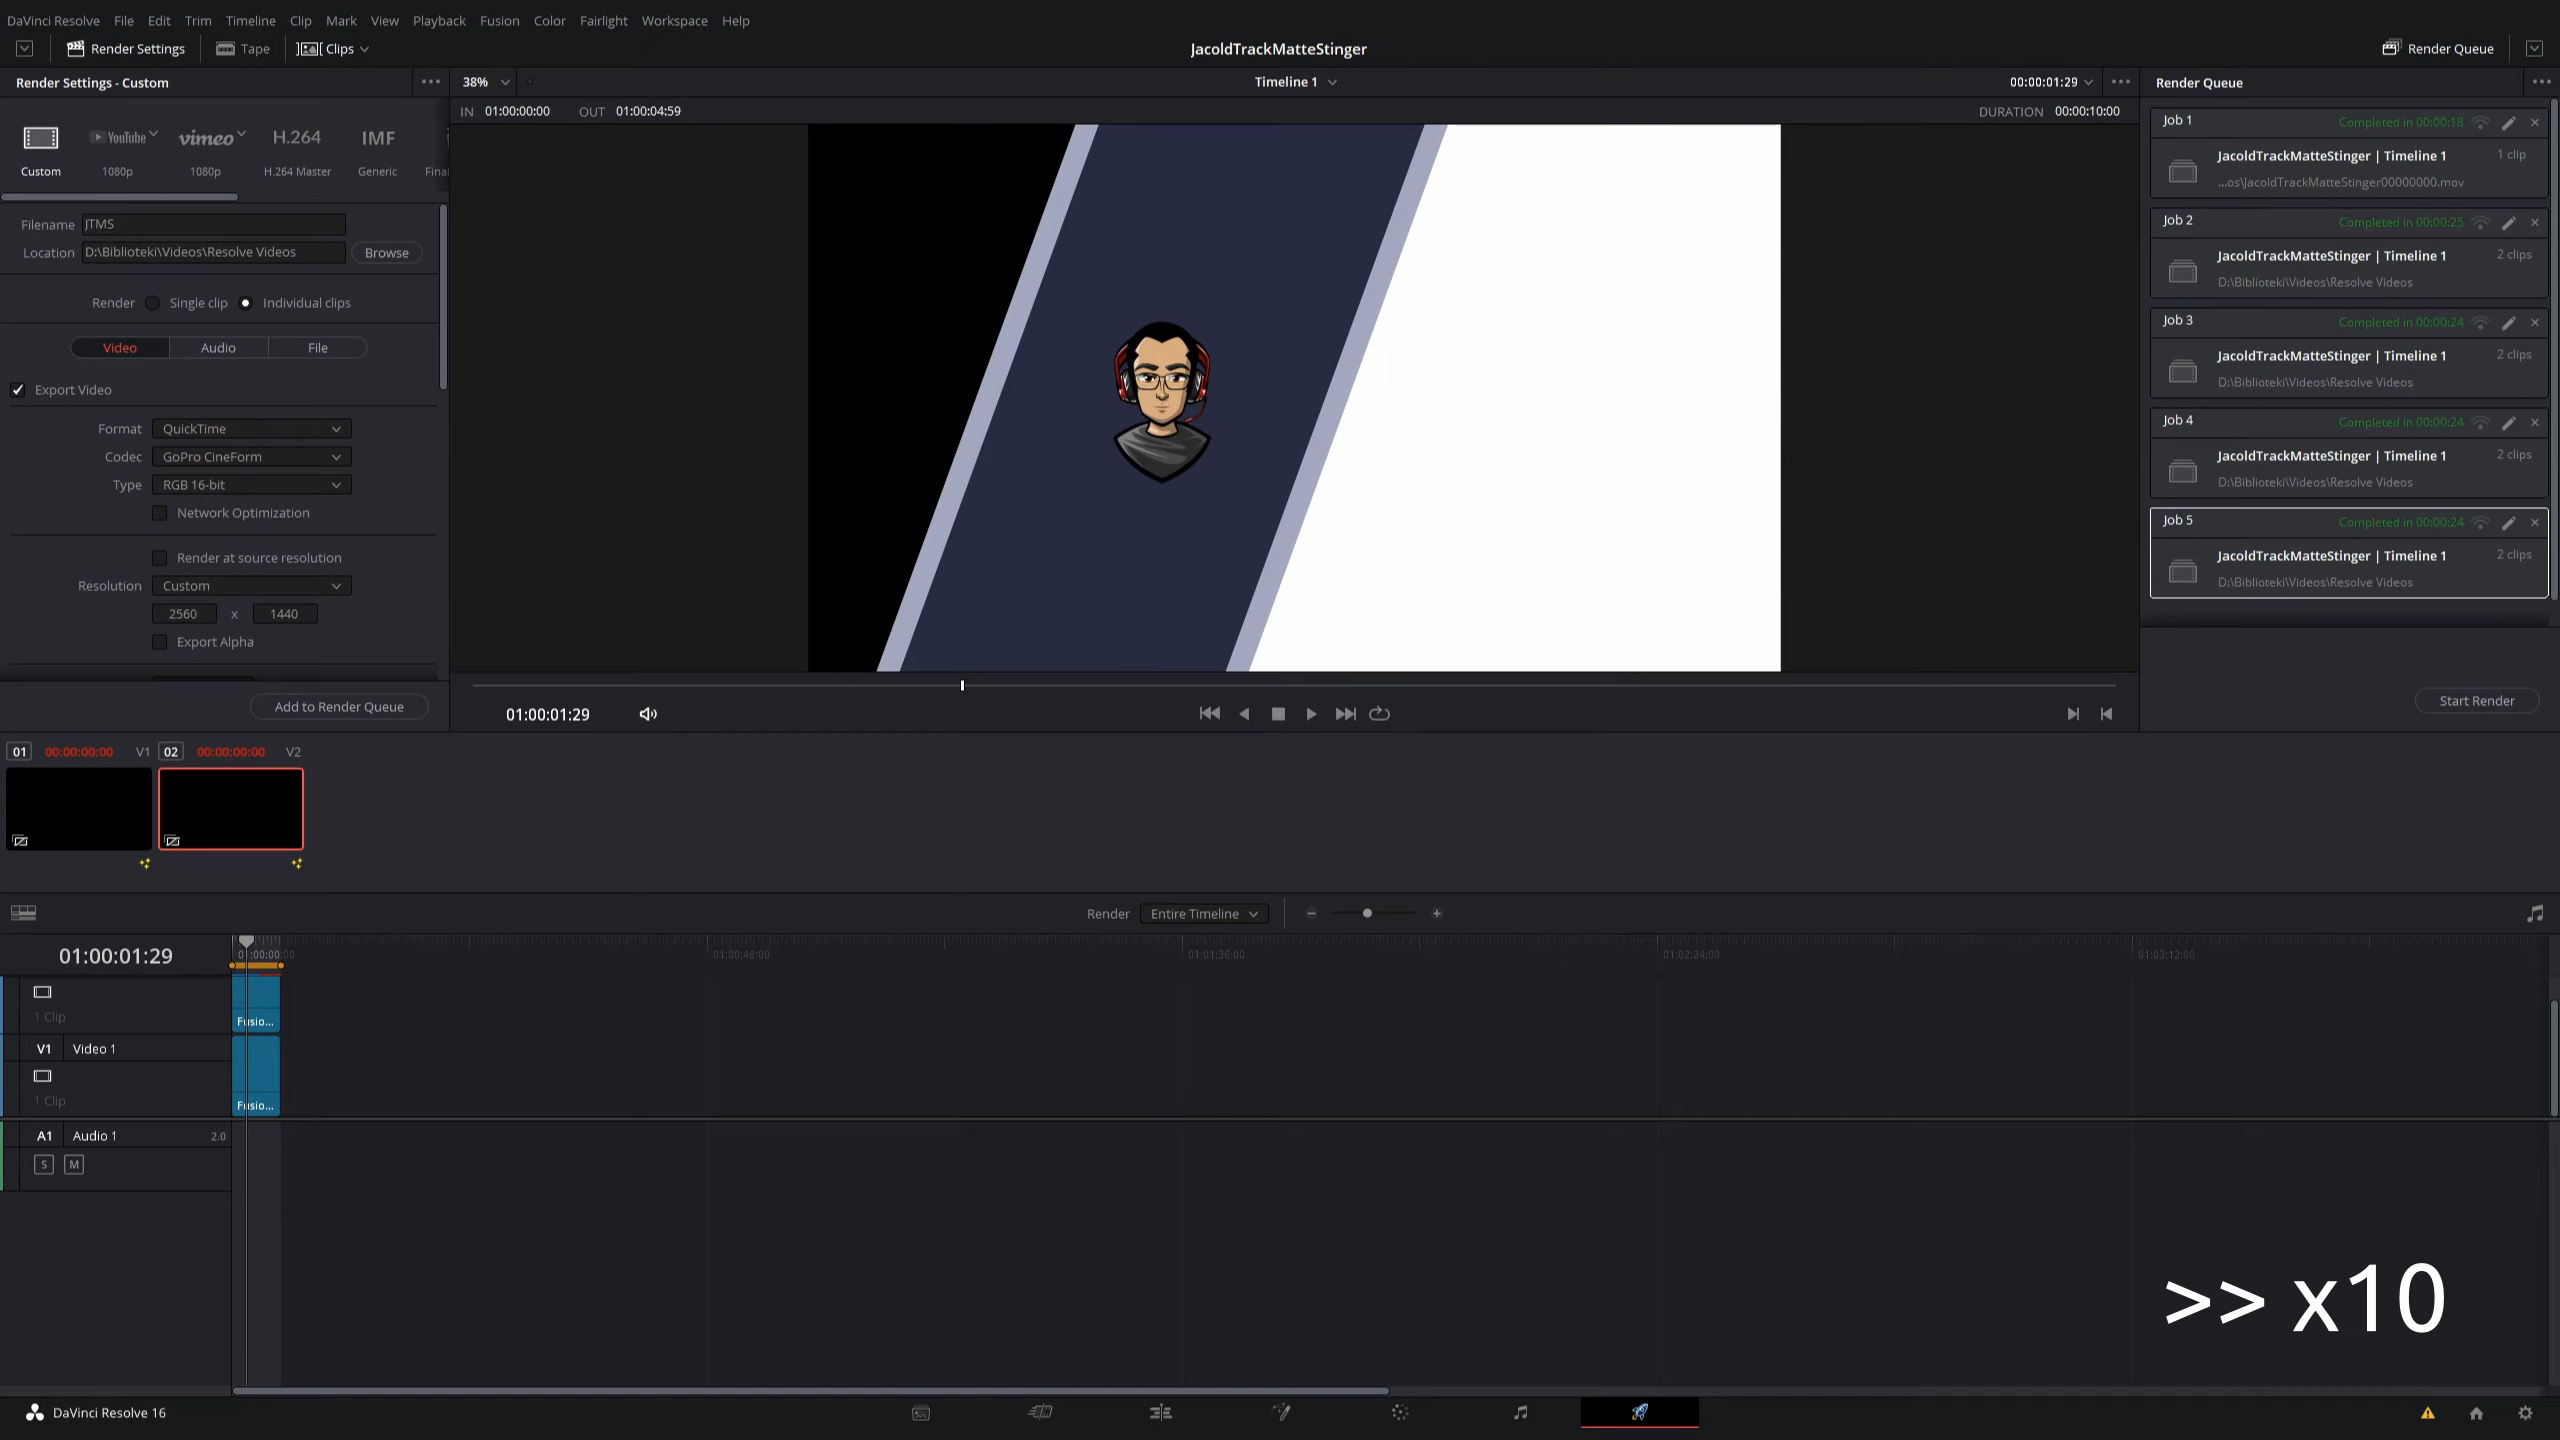 DaVinci Resolve File Edit Trim Timeline Clip Mark View Playback Fusion Color Fairlight Workspace Help
Render Settings Tape Clips JacoldTrackMatteStinger Render Queue
Render Settings - Custom 38% Timeline 1 00:00:01:29 Render Queue
IN 01:00:00:00 OUT 01:00:04:59 DURATION 00:00:10:00
YouTube vimeo H.264 IMF
Custom 1080p 1080p H.264 Master Generic Final
Filename JTMS
Location D:\Biblioteki\Videos\Resolve Videos Browse
Render Single clip Individual clips
Video Audio File
Export Video
Format QuickTime
Codec GoPro CineForm
Type RGB 16-bit
Network Optimization
Render at source resolution
Resolution Custom
2560 x 1440
Export Alpha
Add to Render Queue
01:00:01:29
Job 1 Completed in 00:00:18
JacoldTrackMatteStinger | Timeline 1 1 clip
...os\JacoldTrackMatteStinger00000000.mov
Job 2 Completed in 00:00:25
JacoldTrackMatteStinger | Timeline 1 2 clips
D:\Biblioteki\Videos\Resolve Videos
Job 3 Completed in 00:00:24
JacoldTrackMatteStinger | Timeline 1 2 clips
D:\Biblioteki\Videos\Resolve Videos
Job 4 Completed in 00:00:24
JacoldTrackMatteStinger | Timeline 1 2 clips
D:\Biblioteki\Videos\Resolve Videos
Job 5 Completed in 00:00:24
JacoldTrackMatteStinger | Timeline 1 2 clips
D:\Biblioteki\Videos\Resolve Videos
Start Render
01 00:00:00:00 V1 02 00:00:00:00 V2
Render Entire Timeline
01:00:01:29 01:00:48:00 01:01:36:00 01:02:24:00 01:03:12:00
1 Clip Fusio...
V1 Video 1
1 Clip Fusio...
A1 Audio 1 2.0
S M
>> x10
DaVinci Resolve 16